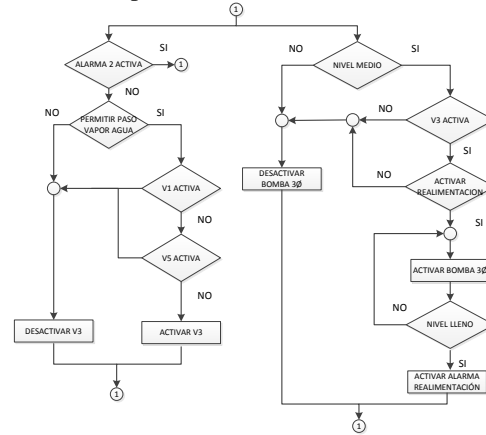 1
SI
ALARMA 2 ACTIVA
1
NO
PERMITIR PASO
VAPOR AGUA
NO
SI
V1 ACTIVA
NO
V5 ACTIVA
NO
DESACTIVAR V3
ACTIVAR V3
1
NO
NIVEL MEDIO
SI
NO
V3 ACTIVA
SI
DESACTIVAR
BOMBA 3Ø
NO
ACTIVAR
REALIMENTACION
SI
ACTIVAR BOMBA 3Ø
NO
NIVEL LLENO
SI
ACTIVAR ALARMA
REALIMENTACIÓN
1